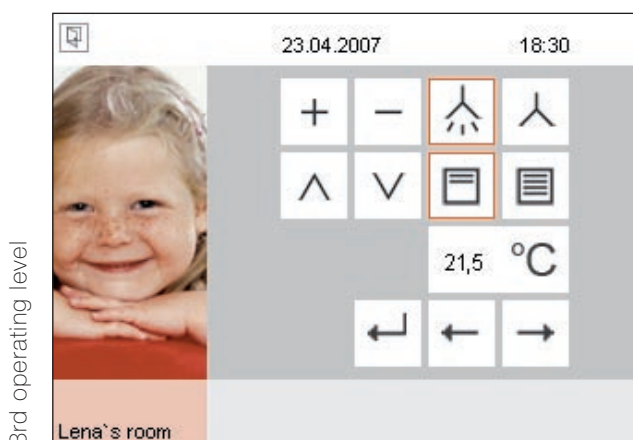 23.04.2007 18:30
+ −
21,5 °C
Lena`s room
3rd operating level